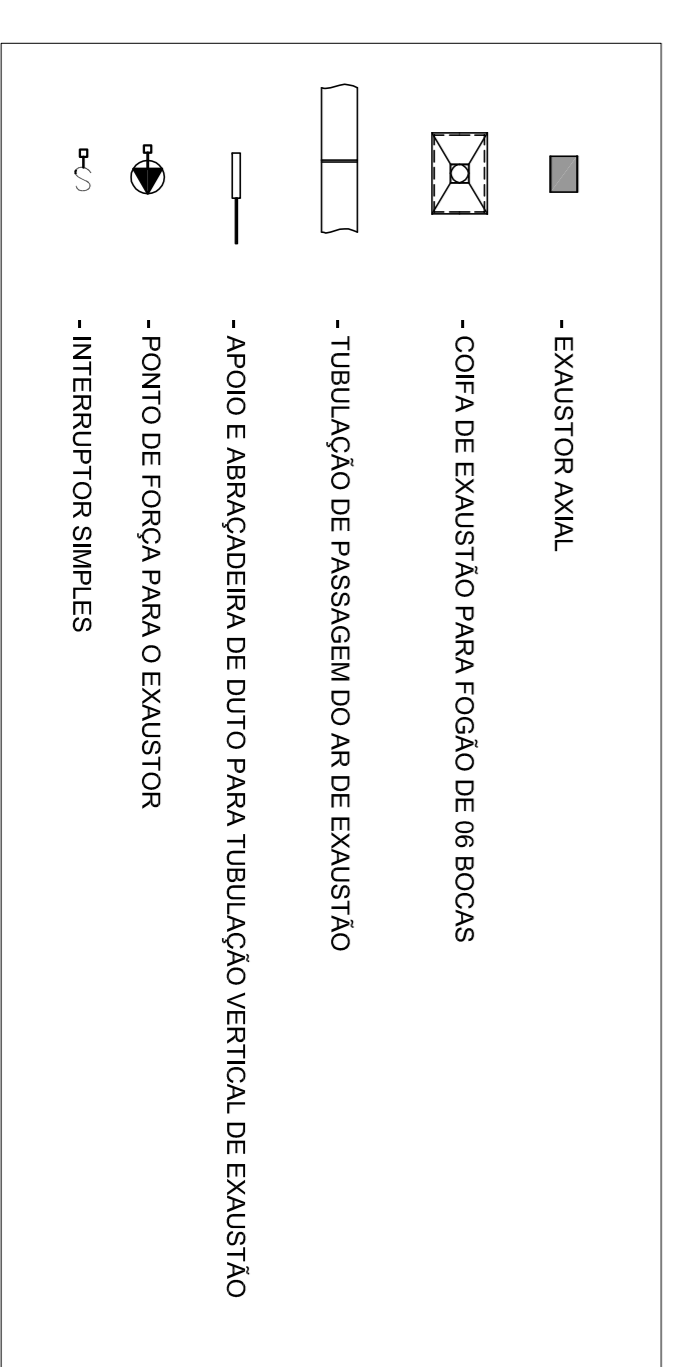 - EXAUSTOR AXIAL
- COIFA DE EXAUSTÃO PARA FOGÃO DE 06 BOCAS
- TUBULAÇÃO DE PASSAGEM DO AR DE EXAUSTÃO
- APOIO E ABRAÇADEIRA DE DUTO PARA TUBULAÇÃO VERTICAL DE EXAUSTÃO
- PONTO DE FORÇA PARA O EXAUSTOR
S - INTERRUPTOR SIMPLES